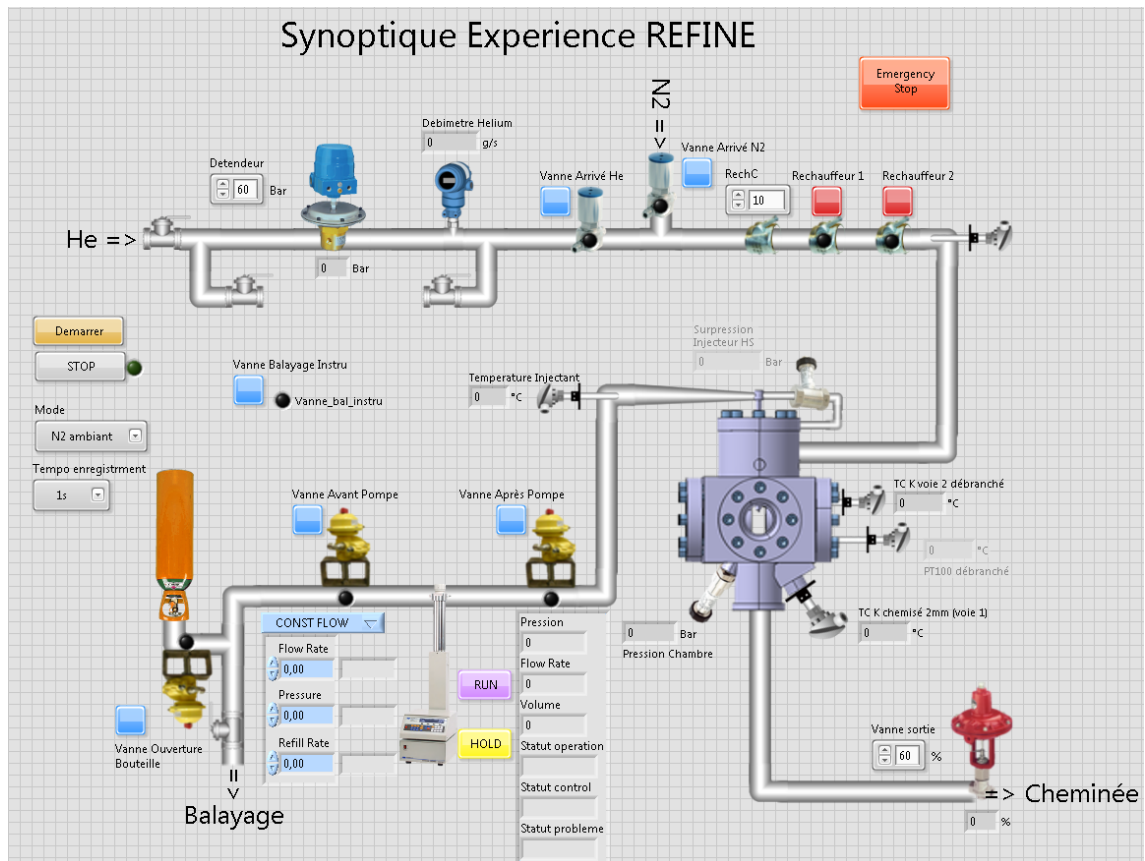 Synoptique Experience REFINE
Emergency
Stop
N2 =>
Debimetre Helium
0 g/s
Detendeur
60 Bar
Vanne Arrivé He
Vanne Arrivé N2
RechC
10
Rechauffeur 1
Rechauffeur 2
He =>
0 Bar
Demarrer
STOP
Surpression
Injecteur HS
0 Bar
Vanne Balayage Instru
Vanne_bal_instru
Temperature Injectant
0 °C
Mode
N2 ambiant
Tempo enregistrment
1s
Vanne Avant Pompe
Vanne Après Pompe
TC K voie 2 débranché
0 °C
0 °C
PT100 débranché
CONST FLOW
Flow Rate
0,00
Pressure
0,00
Refill Rate
0,00
RUN
HOLD
Pression
0
Flow Rate
0
Volume
0
Statut operation
Statut control
Statut probleme
0 Bar
Pression Chambre
TC K chemisé 2mm (voie 1)
0 °C
Vanne Ouverture
Bouteille
=>
Balayage
Vanne sortie
60 %
=> Cheminée
0 %